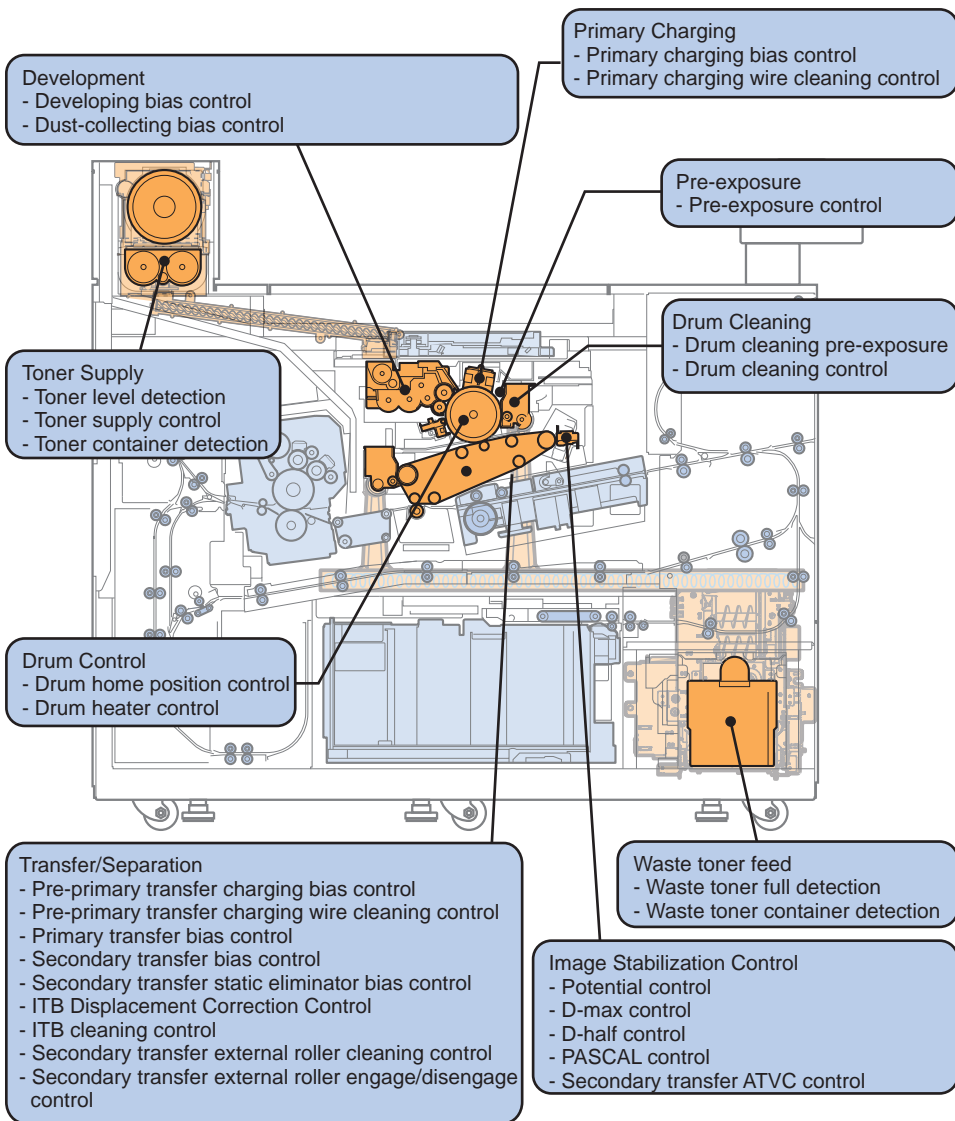 Primary Charging
- Primary charging bias control
- Primary charging wire cleaning control
Development
- Developing bias control
- Dust-collecting bias control
Pre-exposure
- Pre-exposure control
Drum Cleaning
- Drum cleaning pre-exposure
- Drum cleaning control
Toner Supply
- Toner level detection
- Toner supply control
- Toner container detection
Drum Control
- Drum home position control
- Drum heater control
Transfer/Separation
- Pre-primary transfer charging bias control
- Pre-primary transfer charging wire cleaning control
- Primary transfer bias control
- Secondary transfer bias control
- Secondary transfer static eliminator bias control
- ITB Displacement Correction Control
- ITB cleaning control
- Secondary transfer external roller cleaning control
- Secondary transfer external roller engage/disengage
control
Waste toner feed
- Waste toner full detection
- Waste toner container detection
Image Stabilization Control
- Potential control
- D-max control
- D-half control
- PASCAL control
- Secondary transfer ATVC control